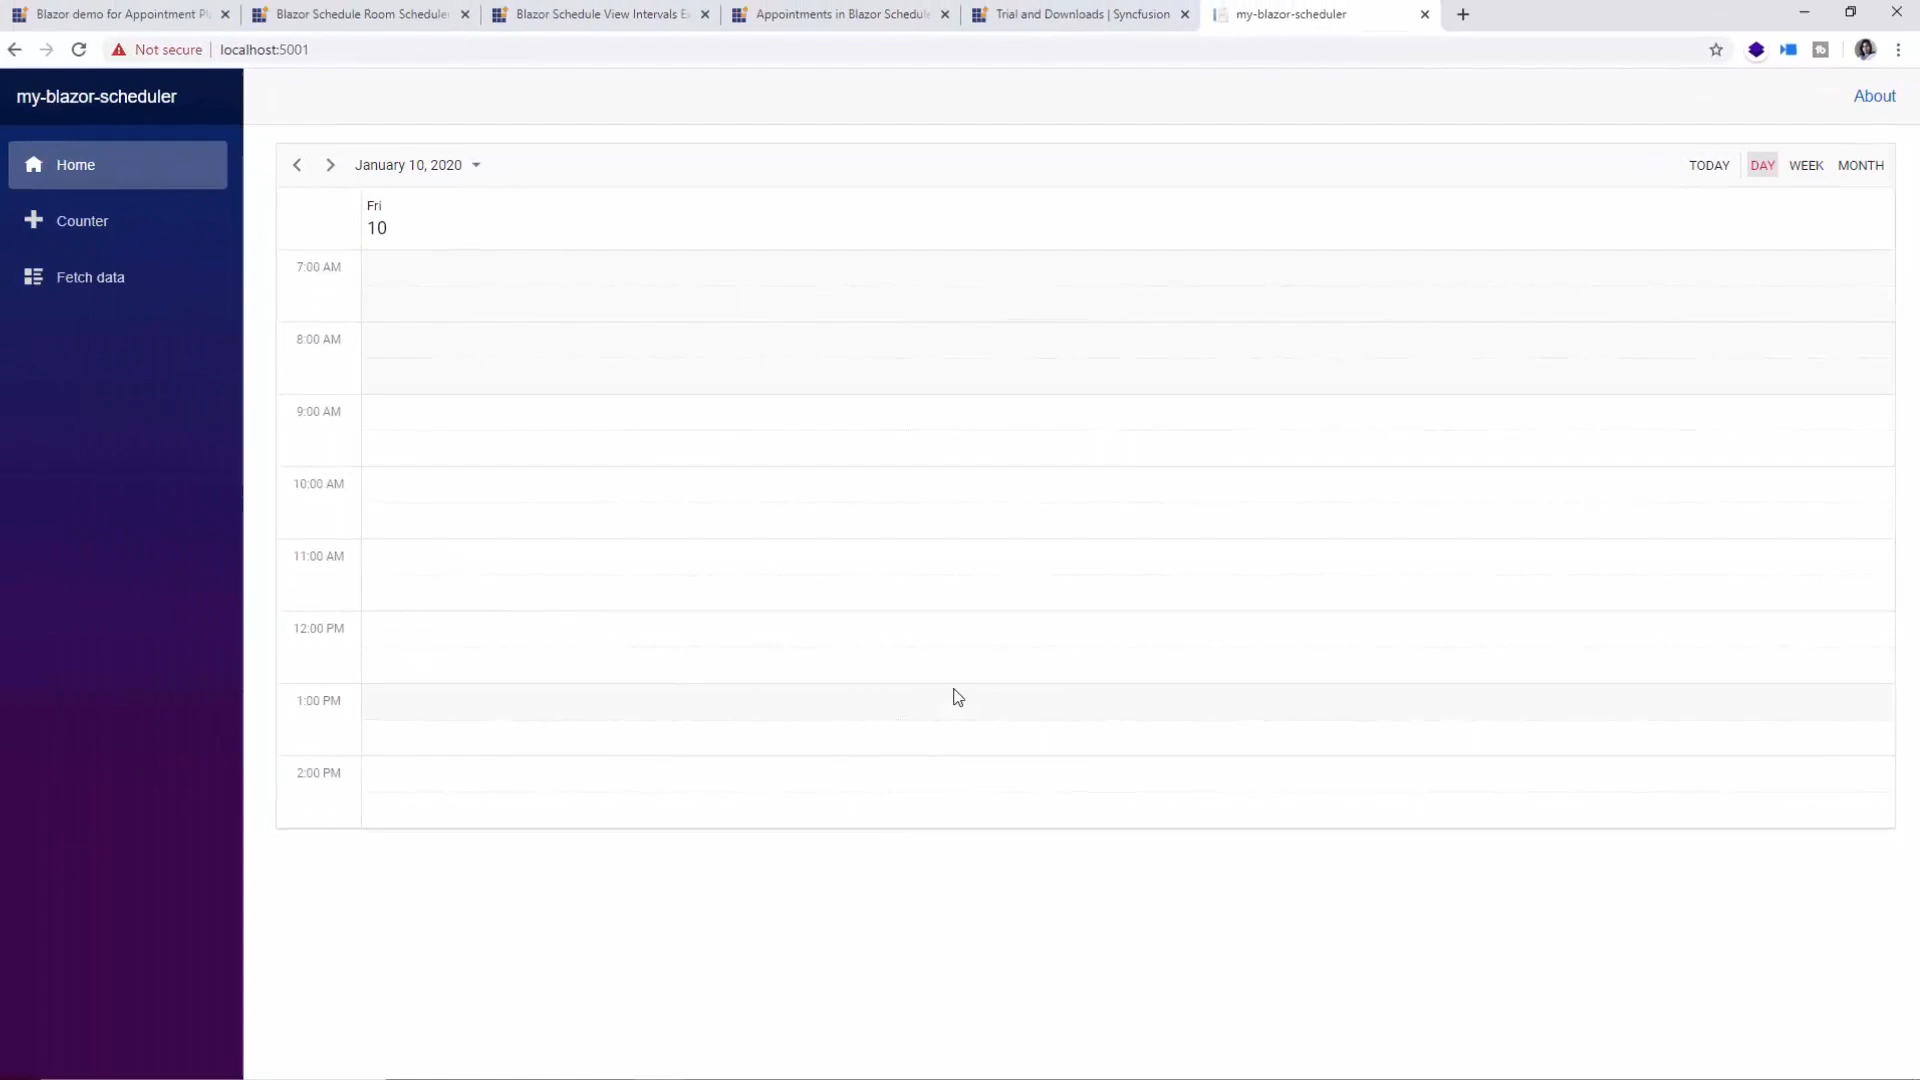 Blazor demo for Appointment Pl
Blazor Schedule Room Scheduler
Blazor Schedule View Intervals E
Appointments in Blazor Schedule
Trial and Downloads | Syncfusion
my-blazor-scheduler
Not secure
localhost:5001
my-blazor-scheduler
About
Home
Counter
Fetch data
January 10, 2020
TODAY
DAY
WEEK
MONTH
Fri
10
7:00 AM
8:00 AM
9:00 AM
10:00 AM
11:00 AM
12:00 PM
1:00 PM
2:00 PM